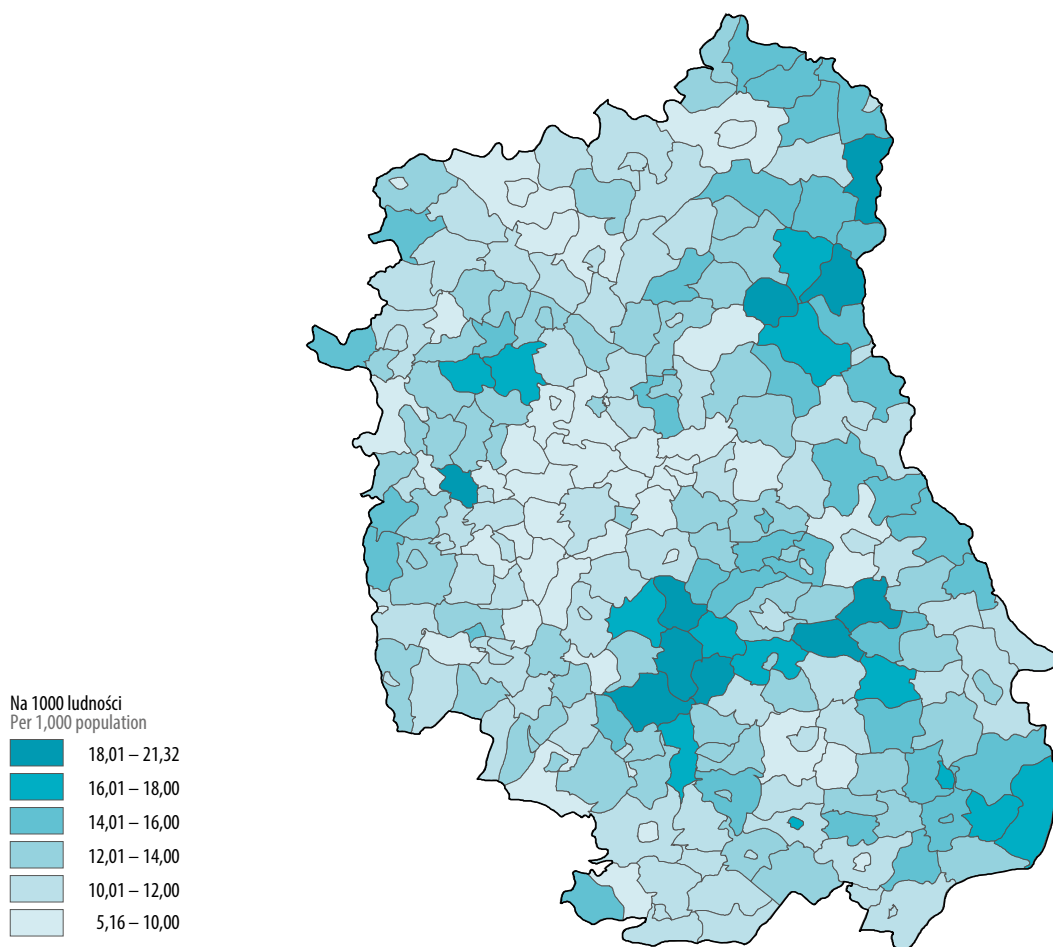 Na 1000 ludności
Per 1,000 population
18,01 – 21,32
16,01 – 18,00
14,01 – 16,00
12,01 – 14,00
10,01 – 12,00
5,16 – 10,00